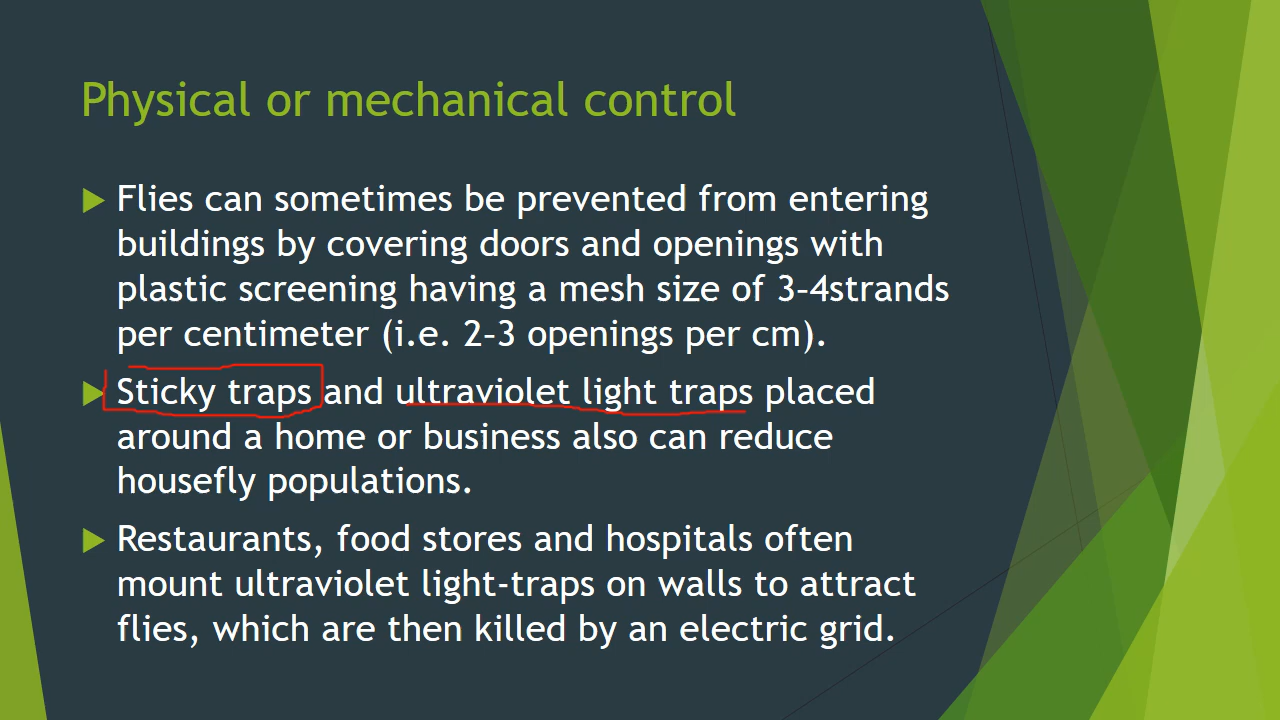 Physical or mechanical control
Flies can sometimes be prevented from entering
buildings by covering doors and openings with
plastic screening having a mesh size of 3–4strands
per centimeter (i.e. 2–3 openings per cm).
Sticky traps and ultraviolet light traps placed
around a home or business also can reduce
housefly populations.
Restaurants, food stores and hospitals often
mount ultraviolet light-traps on walls to attract
flies, which are then killed by an electric grid.